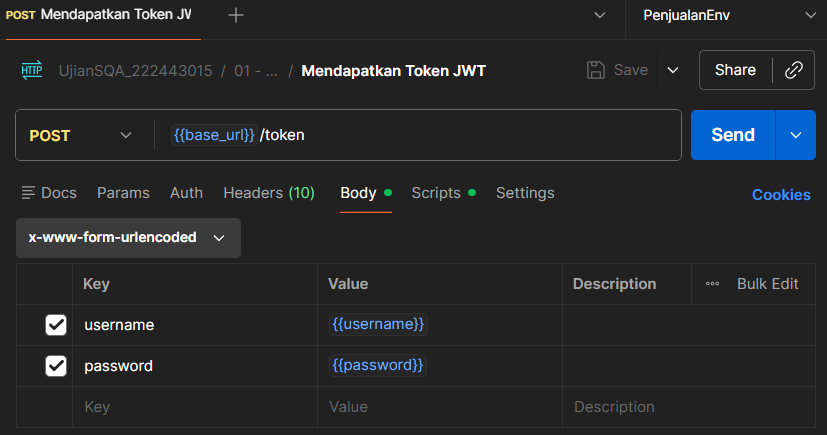 POST Mendapatkan Token JW
PenjualanEnv
HTTP UjianSQA_222443015 / 01 - ... / Mendapatkan Token JWT
Save
Share
POST
{{base_url}}/token
Send
Docs Params Auth Headers (10) Body Scripts Settings Cookies
x-www-form-urlencoded
Key Value Description Bulk Edit
username {{username}}
password {{password}}
Key Value Description